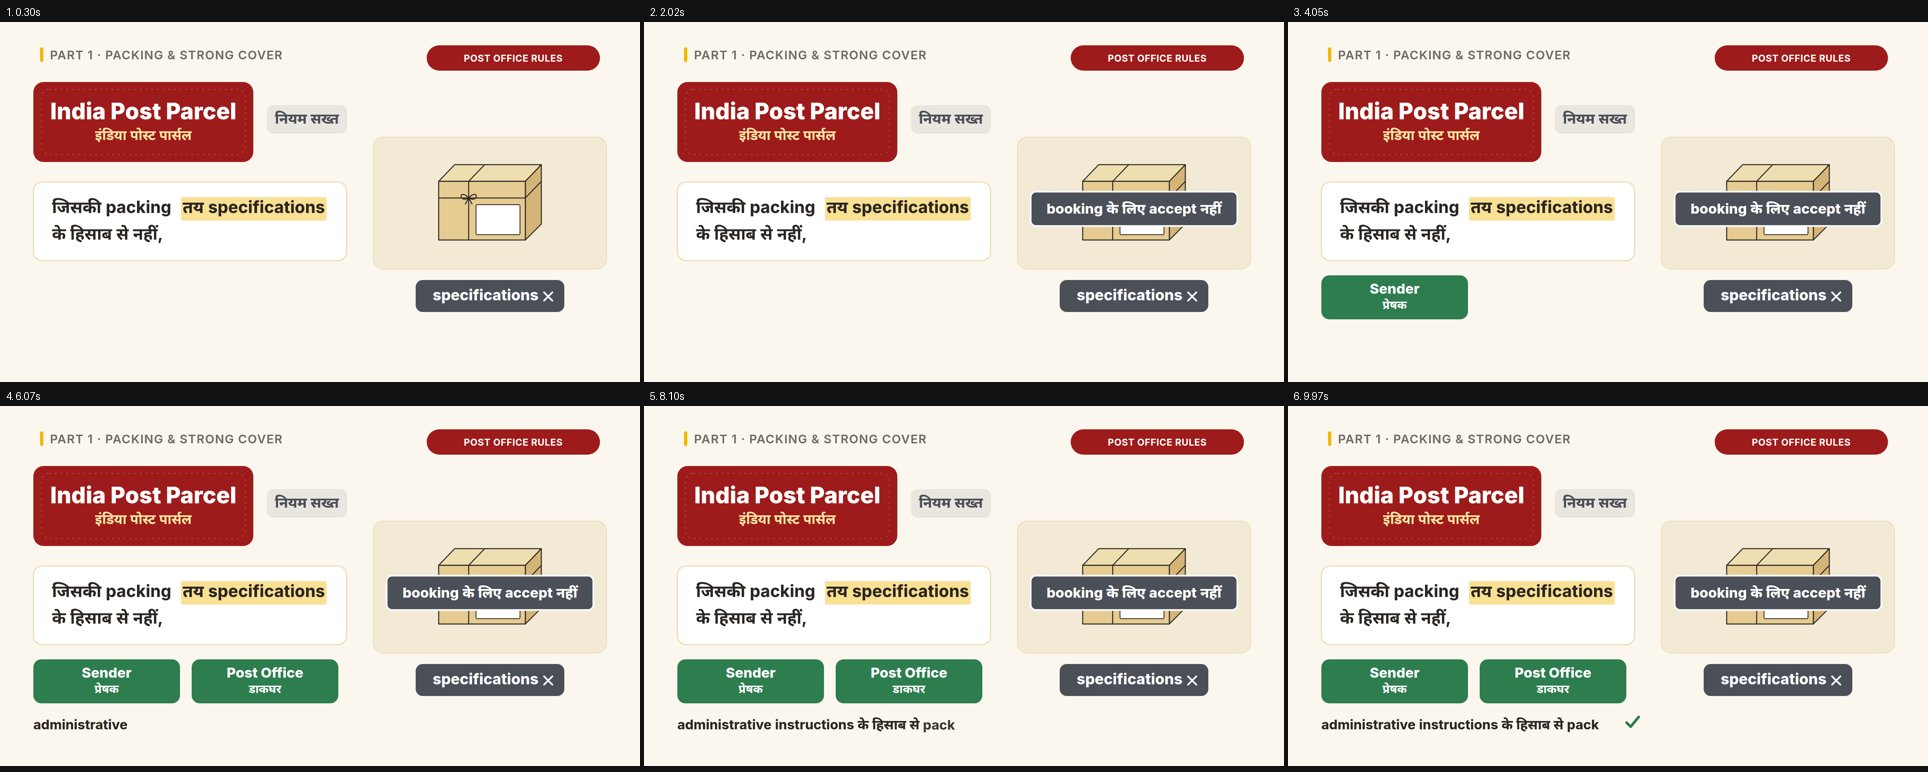 1. 0.30s
PART 1 · PACKING & STRONG COVER
POST OFFICE RULES
India Post Parcel
इंडिया पोस्ट पार्सल
नियम सख्त
जिसकी packing तय specifications
के हिसाब से नहीं,
specifications ✕
2. 2.02s
PART 1 · PACKING & STRONG COVER
POST OFFICE RULES
India Post Parcel
इंडिया पोस्ट पार्सल
नियम सख्त
जिसकी packing तय specifications
के हिसाब से नहीं,
booking के लिए accept नहीं
specifications ✕
3. 4.05s
PART 1 · PACKING & STRONG COVER
POST OFFICE RULES
India Post Parcel
इंडिया पोस्ट पार्सल
नियम सख्त
जिसकी packing तय specifications
के हिसाब से नहीं,
booking के लिए accept नहीं
specifications ✕
Sender
प्रेषक
4. 6.07s
PART 1 · PACKING & STRONG COVER
POST OFFICE RULES
India Post Parcel
इंडिया पोस्ट पार्सल
नियम सख्त
जिसकी packing तय specifications
के हिसाब से नहीं,
booking के लिए accept नहीं
specifications ✕
Sender
प्रेषक
Post Office
डाकघर
administrative
5. 8.10s
PART 1 · PACKING & STRONG COVER
POST OFFICE RULES
India Post Parcel
इंडिया पोस्ट पार्सल
नियम सख्त
जिसकी packing तय specifications
के हिसाब से नहीं,
booking के लिए accept नहीं
specifications ✕
Sender
प्रेषक
Post Office
डाकघर
administrative instructions के हिसाब से pack
6. 9.97s
PART 1 · PACKING & STRONG COVER
POST OFFICE RULES
India Post Parcel
इंडिया पोस्ट पार्सल
नियम सख्त
जिसकी packing तय specifications
के हिसाब से नहीं,
booking के लिए accept नहीं
specifications ✕
Sender
प्रेषक
Post Office
डाकघर
administrative instructions के हिसाब से pack ✓